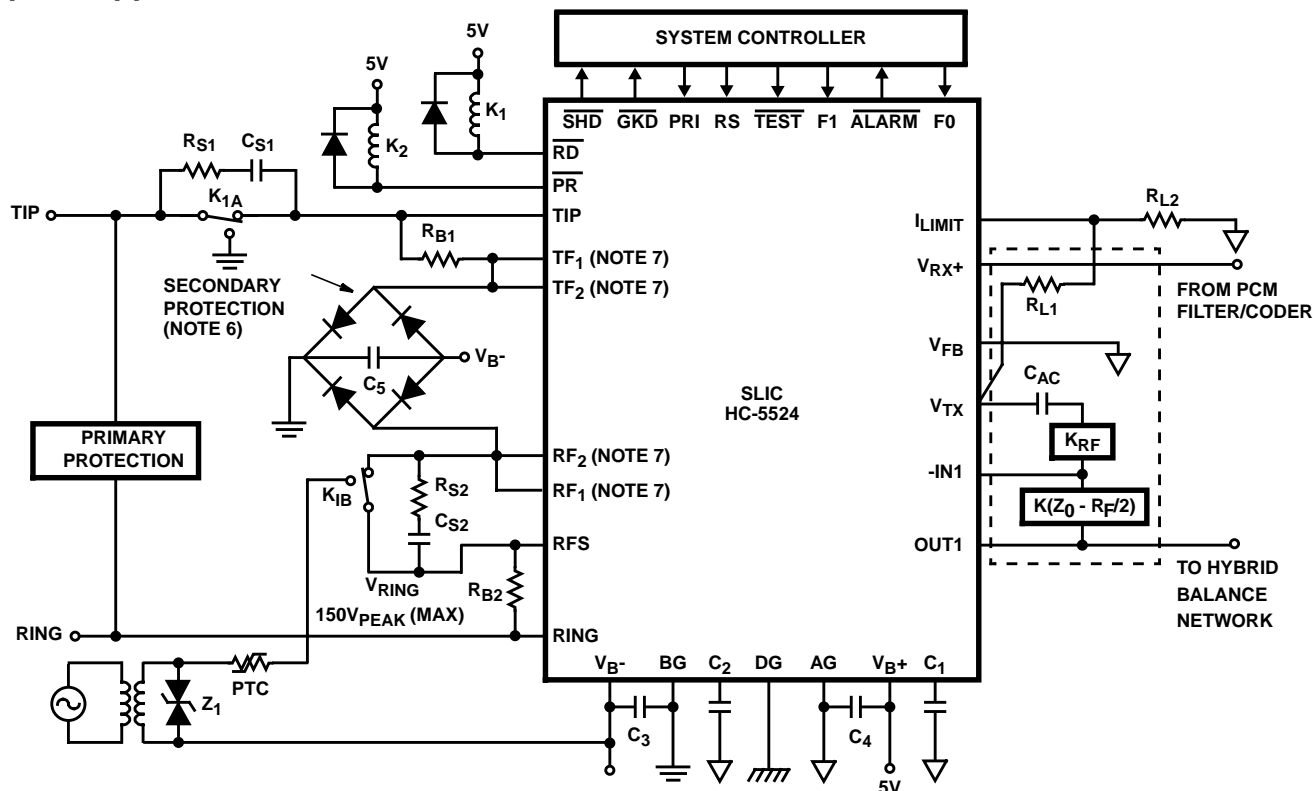 SYSTEM CONTROLLER
5V
5V
K1
K2
SHD GKD PRI RS TEST F1 ALARM F0
RD
PR
RS1 CS1
K1A
TIP
TIP
RB1
TF1 (NOTE 7)
TF2 (NOTE 7)
SECONDARY
PROTECTION
(NOTE 6)
VB-
C5
PRIMARY
PROTECTION
SLIC
HC-5524
RF2 (NOTE 7)
RF1 (NOTE 7)
KIB
RS2
CS2
RFS
VRING
150VPEAK (MAX)
RB2
RING
RING
PTC
Z1
VB- BG C2 DG AG VB+ C1
C3
C4
5V
ILIMIT
RL2
VRX+
FROM PCM
FILTER/CODER
RL1
VFB
CAC
VTX
KRF
-IN1
K(Z0 - RF/2)
OUT1
TO HYBRID
BALANCE
NETWORK